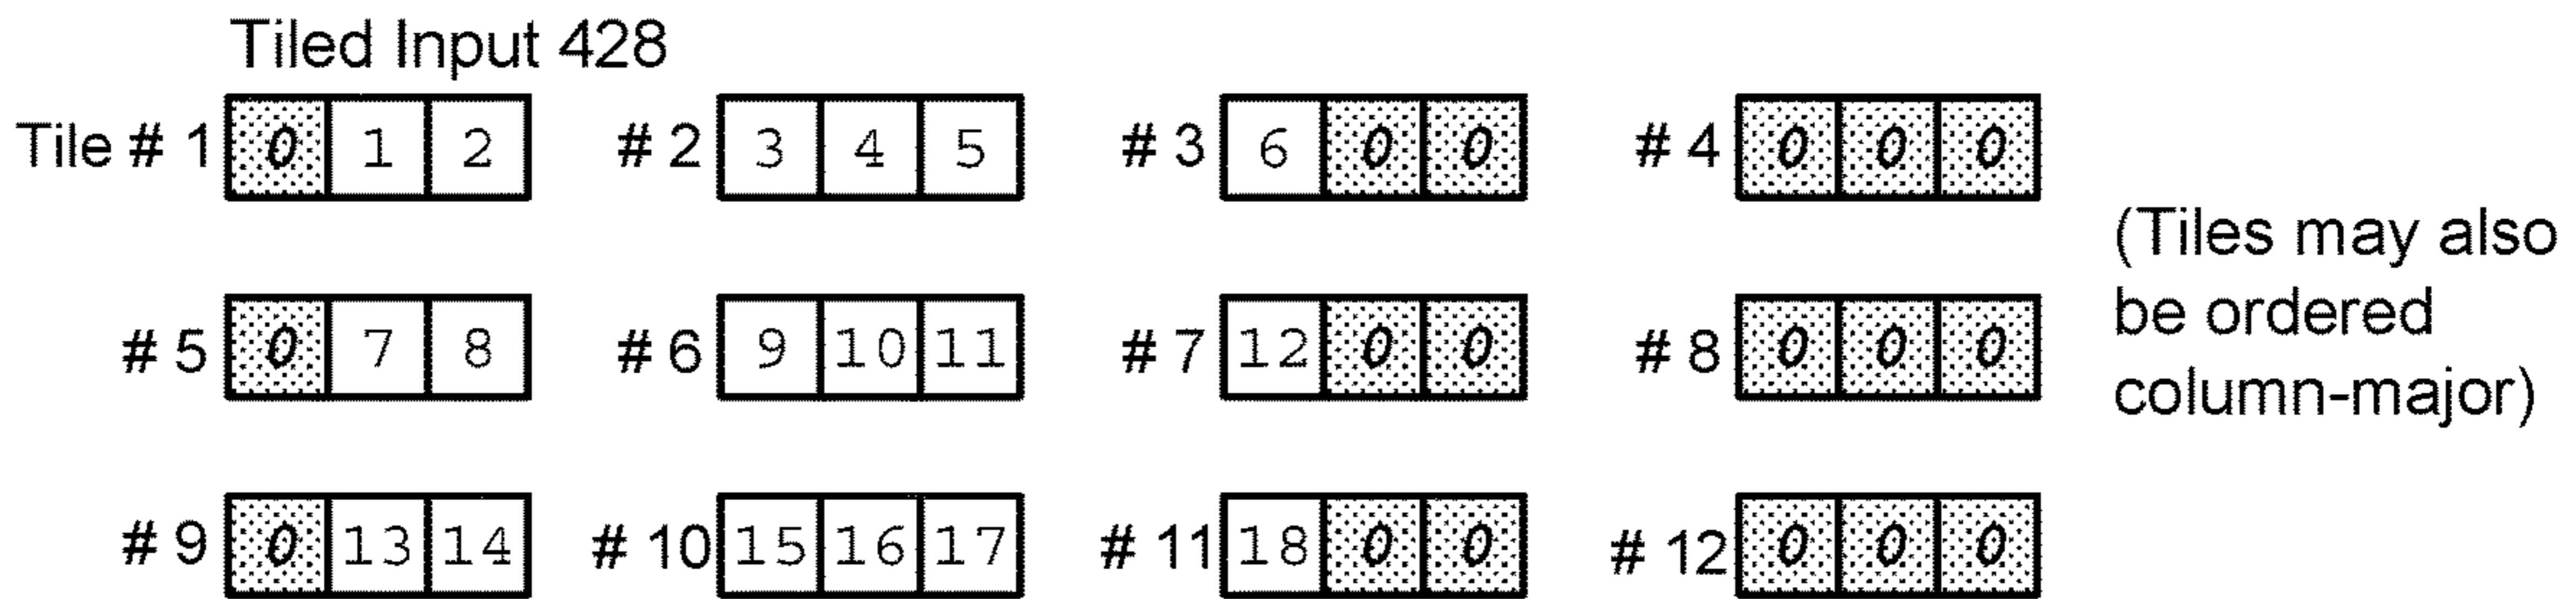 Tiled Input 428
Tile # 1 0 1 2 # 2 3 4 5 # 3 6 0 0 # 4 0 0 0
# 5 0 7 8 # 6 9 10 11 # 7 12 0 0 # 8 0 0 0
# 9 0 13 14 # 10 15 16 17 # 11 18 0 0 # 12 0 0 0
(Tiles may also
be ordered
column-major)